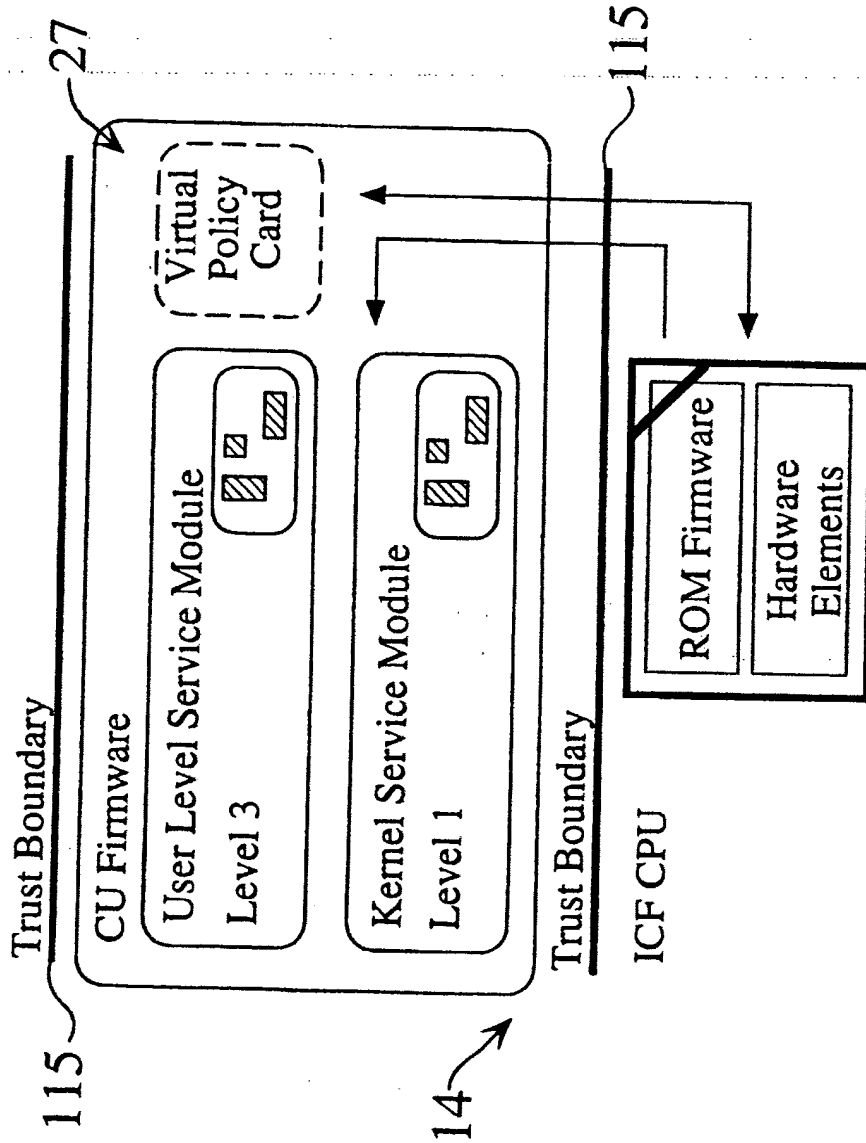 115
Trust Boundary
27
CU Firmware
User Level Service Module
Level 3
Virtual
Policy
Card
Kernel Service Module
Level 1
14
Trust Boundary
115
ICF CPU
ROM Firmware
Hardware
Elements